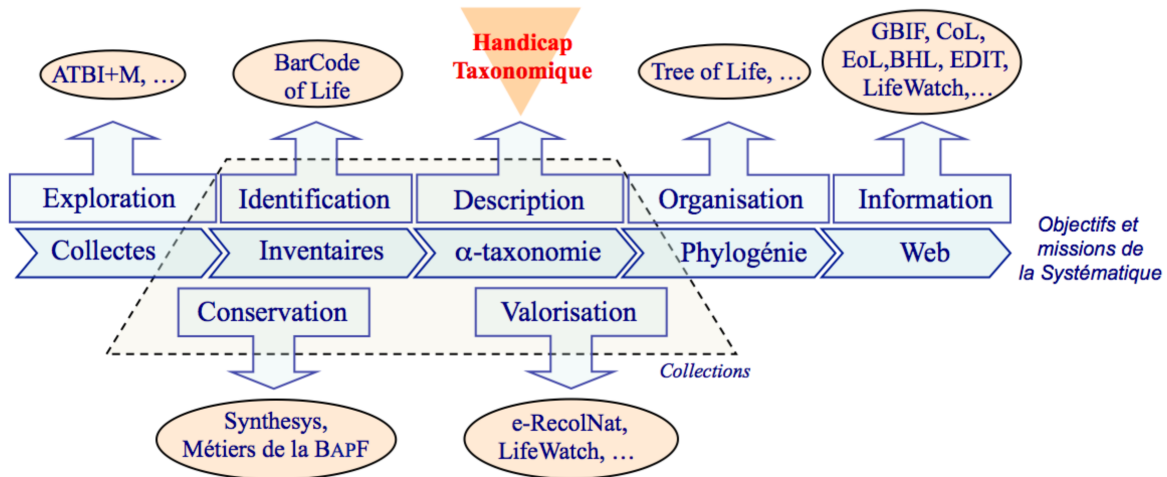 Handicap
Taxonomique
ATBI+M, …
BarCode
of Life
Tree of Life, …
GBIF, CoL,
EoL,BHL, EDIT,
LifeWatch,…
Exploration
Identification
Description
Organisation
Information
Collectes
Inventaires
α-taxonomie
Phylogénie
Web
Objectifs et
missions de
la Systématique
Conservation
Valorisation
Collections
Synthesys,
Métiers de la BAPF
e-RecolNat,
LifeWatch, …